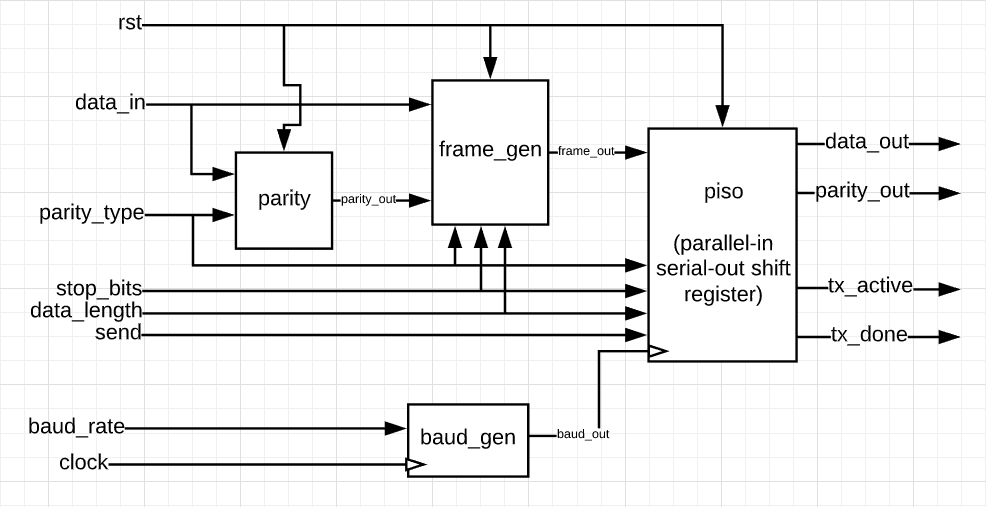 rst
data_in
frame_gen
frame_out
data_out
parity
parity_out
piso
parity_out
parity_type
(parallel-in
serial-out shift
register)
stop_bits
data_length
send
tx_active
tx_done
baud_rate
baud_gen
baud_out
clock